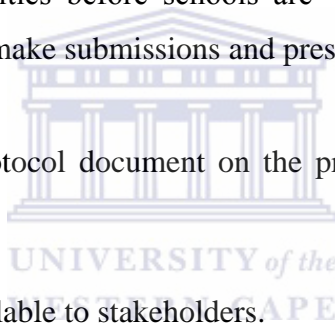 ities before schools are
make submissions and pres
otocol document on the pr
UNIVERSITY of the
lable to stakeholders.
WESTERN CAPE